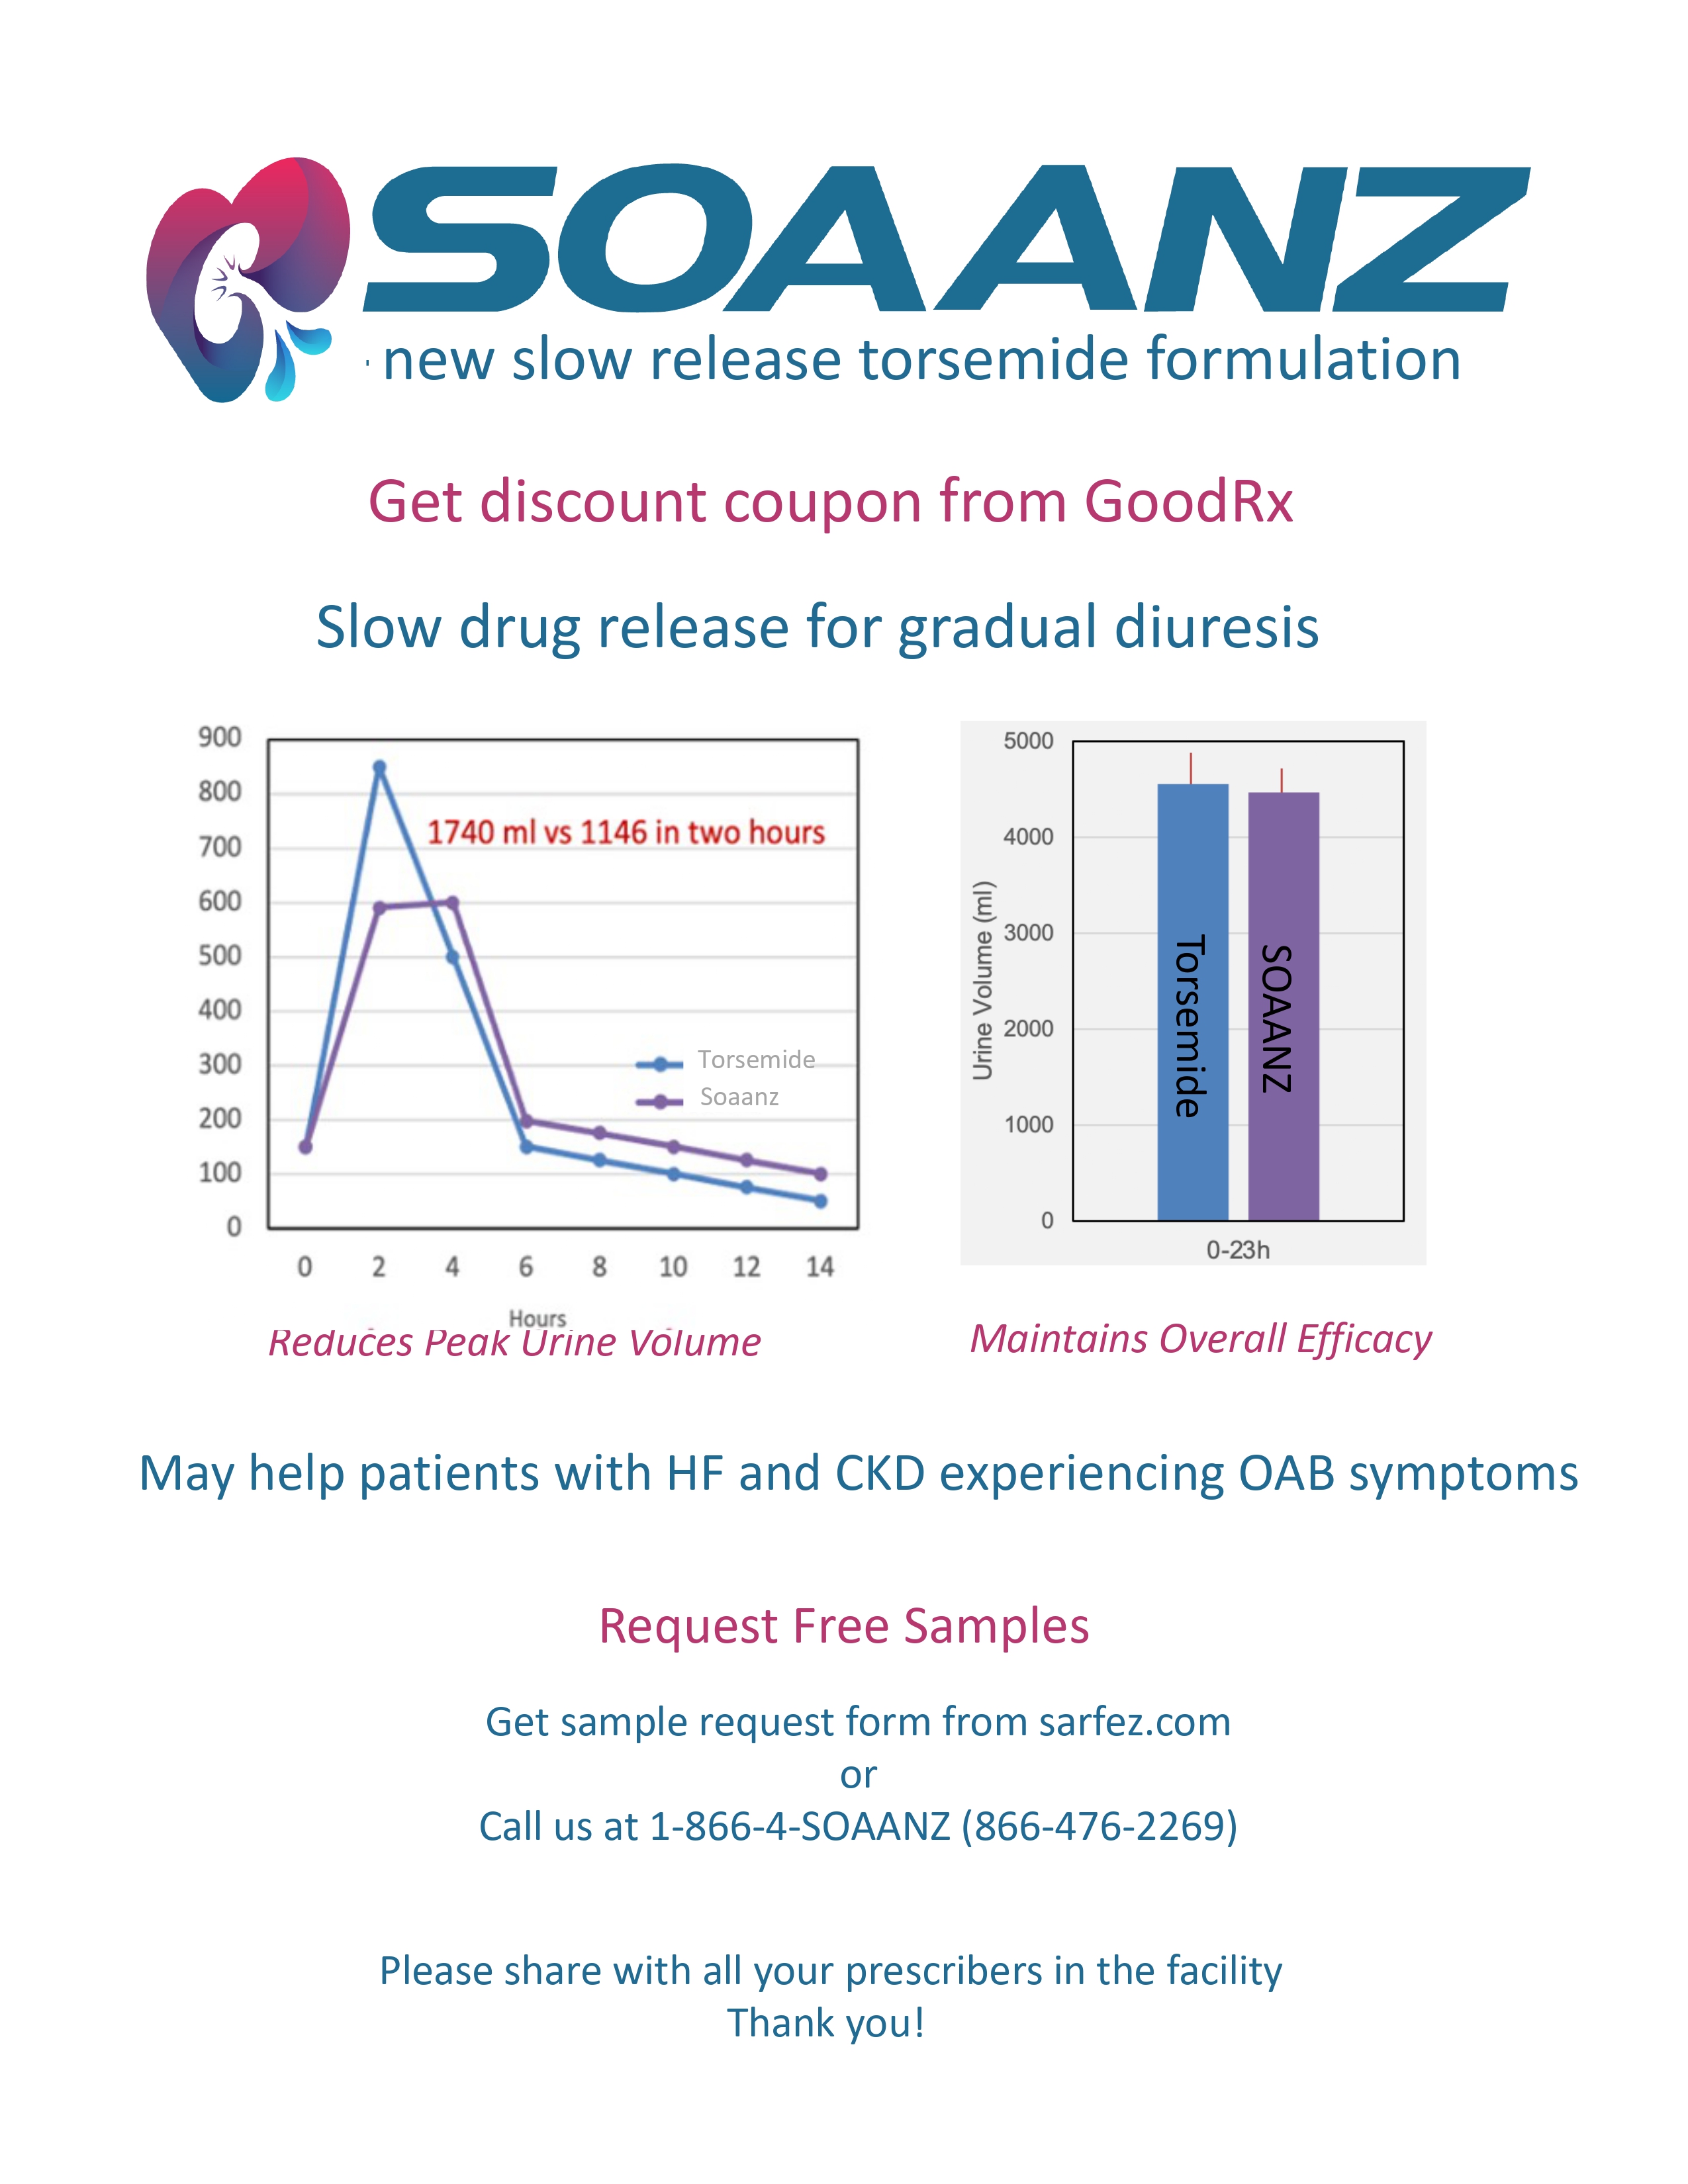 SOAANZ
new slow release torsemide formulation
Get discount coupon from GoodRx
Slow drug release for gradual diuresis
900
800
700
600
500
400
300
200
100
0
1740 ml vs 1146 in two hours
Torsemide
Soaanz
0 2 4 6 8 10 12 14
Hours
Reduces Peak Urine Volume
Urine Volume (ml)
5000
4000
3000
2000
1000
0
Torsemide
SOAANZ
0-23h
Maintains Overall Efficacy
May help patients with HF and CKD experiencing OAB symptoms
Request Free Samples
Get sample request form from sarfez.com
or
Call us at 1-866-4-SOAANZ (866-476-2269)
Please share with all your prescribers in the facility
Thank you!